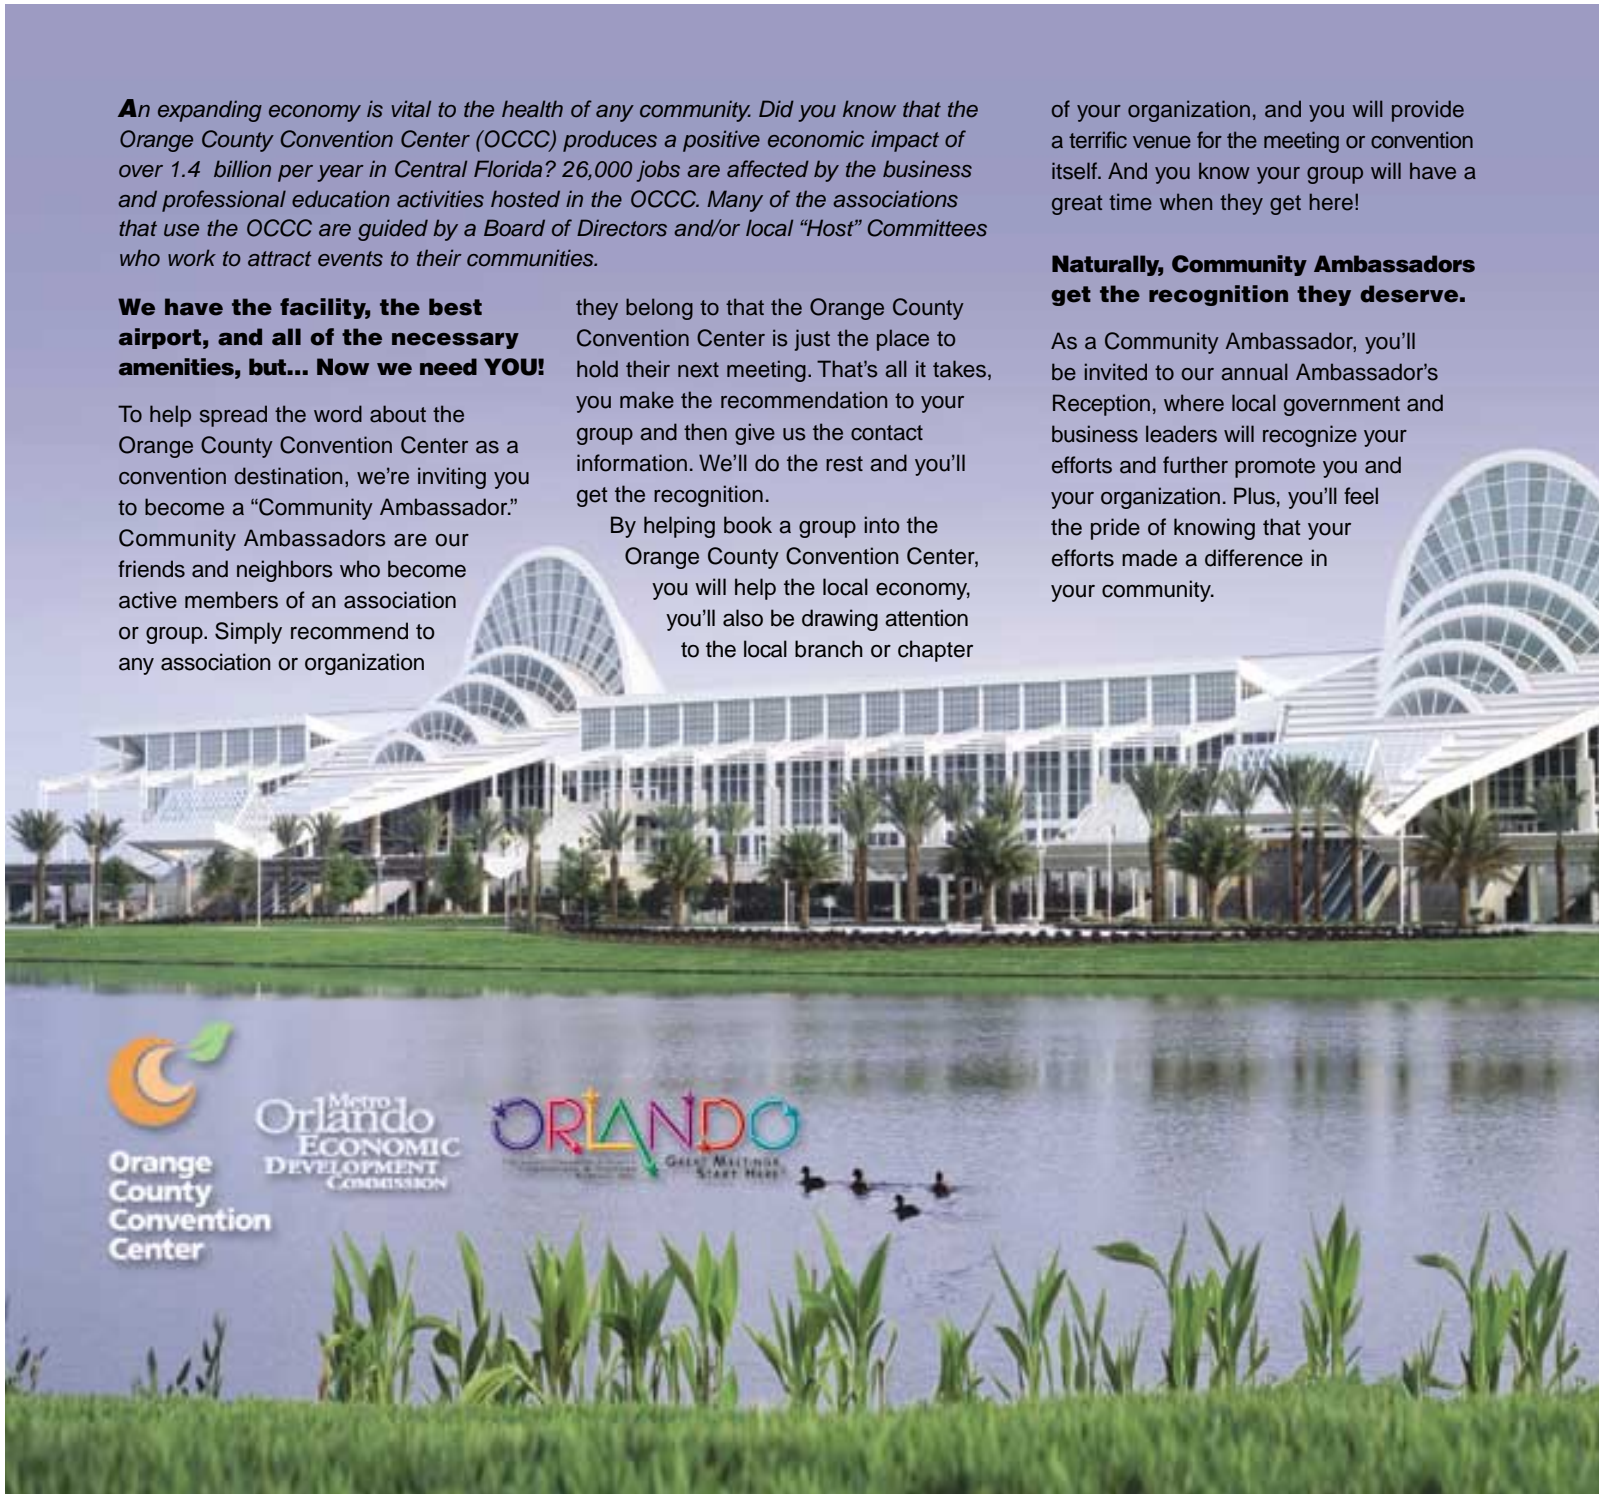 An expanding economy is vital to the health of any community. Did you know that the
Orange County Convention Center (OCCC) produces a positive economic impact of
over 1.4  billion per year in Central Florida? 26,000 jobs are affected by the business
and professional education activities hosted in the OCCC. Many of the associations
that use the OCCC are guided by a Board of Directors and/or local “Host” Committees
who work to attract events to their communities.
We have the facility, the best
airport, and all of the necessary
amenities, but... Now we need YOU!
To help spread the word about the
Orange County Convention Center as a
convention destination, we’re inviting you
to become a “Community Ambassador.”
Community Ambassadors are our
friends and neighbors who become
active members of an association
or group. Simply recommend to
any association or organization
they belong to that the Orange County
Convention Center is just the place to
hold their next meeting. That’s all it takes,
you make the recommendation to your
group and then give us the contact
information. We’ll do the rest and you’ll
get the recognition.
By helping book a group into the
Orange County Convention Center,
you will help the local economy,
you’ll also be drawing attention
to the local branch or chapter
of your organization, and you will provide
a terrific venue for the meeting or convention
itself. And you know your group will have a
great time when they get here!
Naturally, Community Ambassadors
get the recognition they deserve.
As a Community Ambassador, you’ll
be invited to our annual Ambassador’s
Reception, where local government and
business leaders will recognize your
efforts and further promote you and
your organization. Plus, you’ll feel
the pride of knowing that your
efforts made a difference in
your community.
Orange
County
Convention
Center
Metro
Orlando
ECONOMIC
DEVELOPMENT
COMMISSION
ORLANDO
GREAT MEETINGS
START HERE